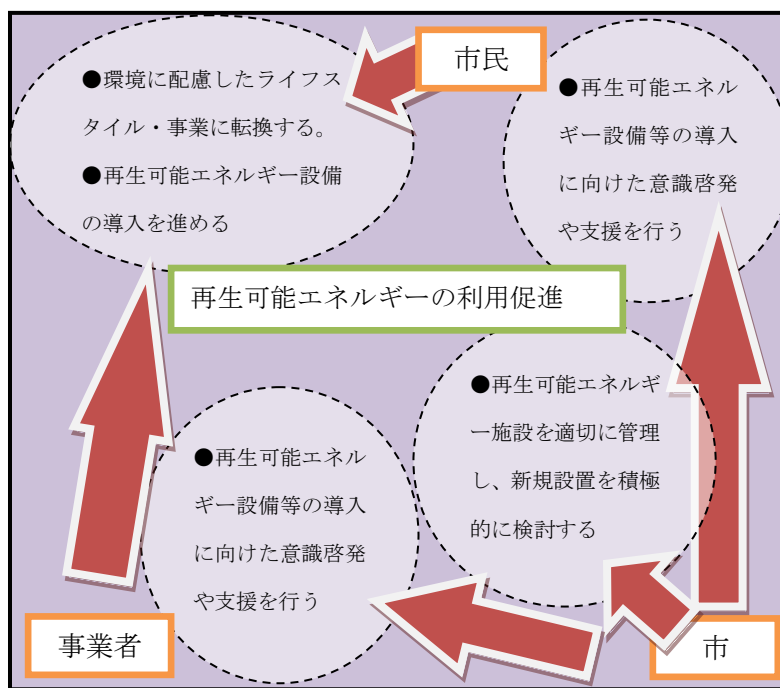 市民
●環境に配慮したライフス
タイル・事業に転換する。
●再生可能エネルギー設備
の導入を進める
●再生可能エネル
ギー設備等の導入
に向けた意識啓発
や支援を行う
再生可能エネルギーの利用促進
●再生可能エネルギ
ー施設を適切に管理
し、新規設置を積極
的に検討する
●再生可能エネル
ギー設備等の導入
に向けた意識啓発
や支援を行う
事業者
市